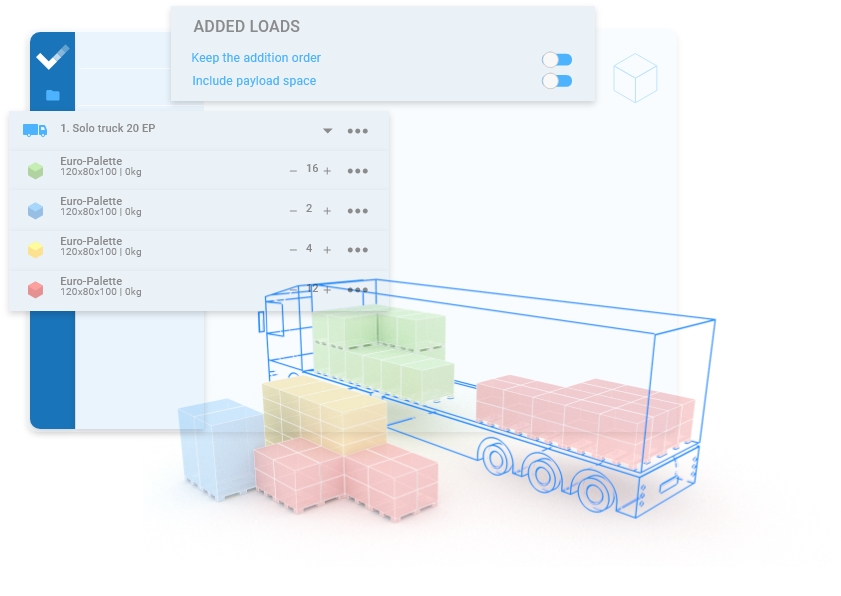 ADDED LOADS
Keep the addition order
Include payload space
1. Solo truck 20 EP
Euro-Palette
120x80x100 | 0kg
16
Euro-Palette
120x80x100 | 0kg
2
Euro-Palette
120x80x100 | 0kg
4
Euro-Palette
120x80x100 | 0kg
12